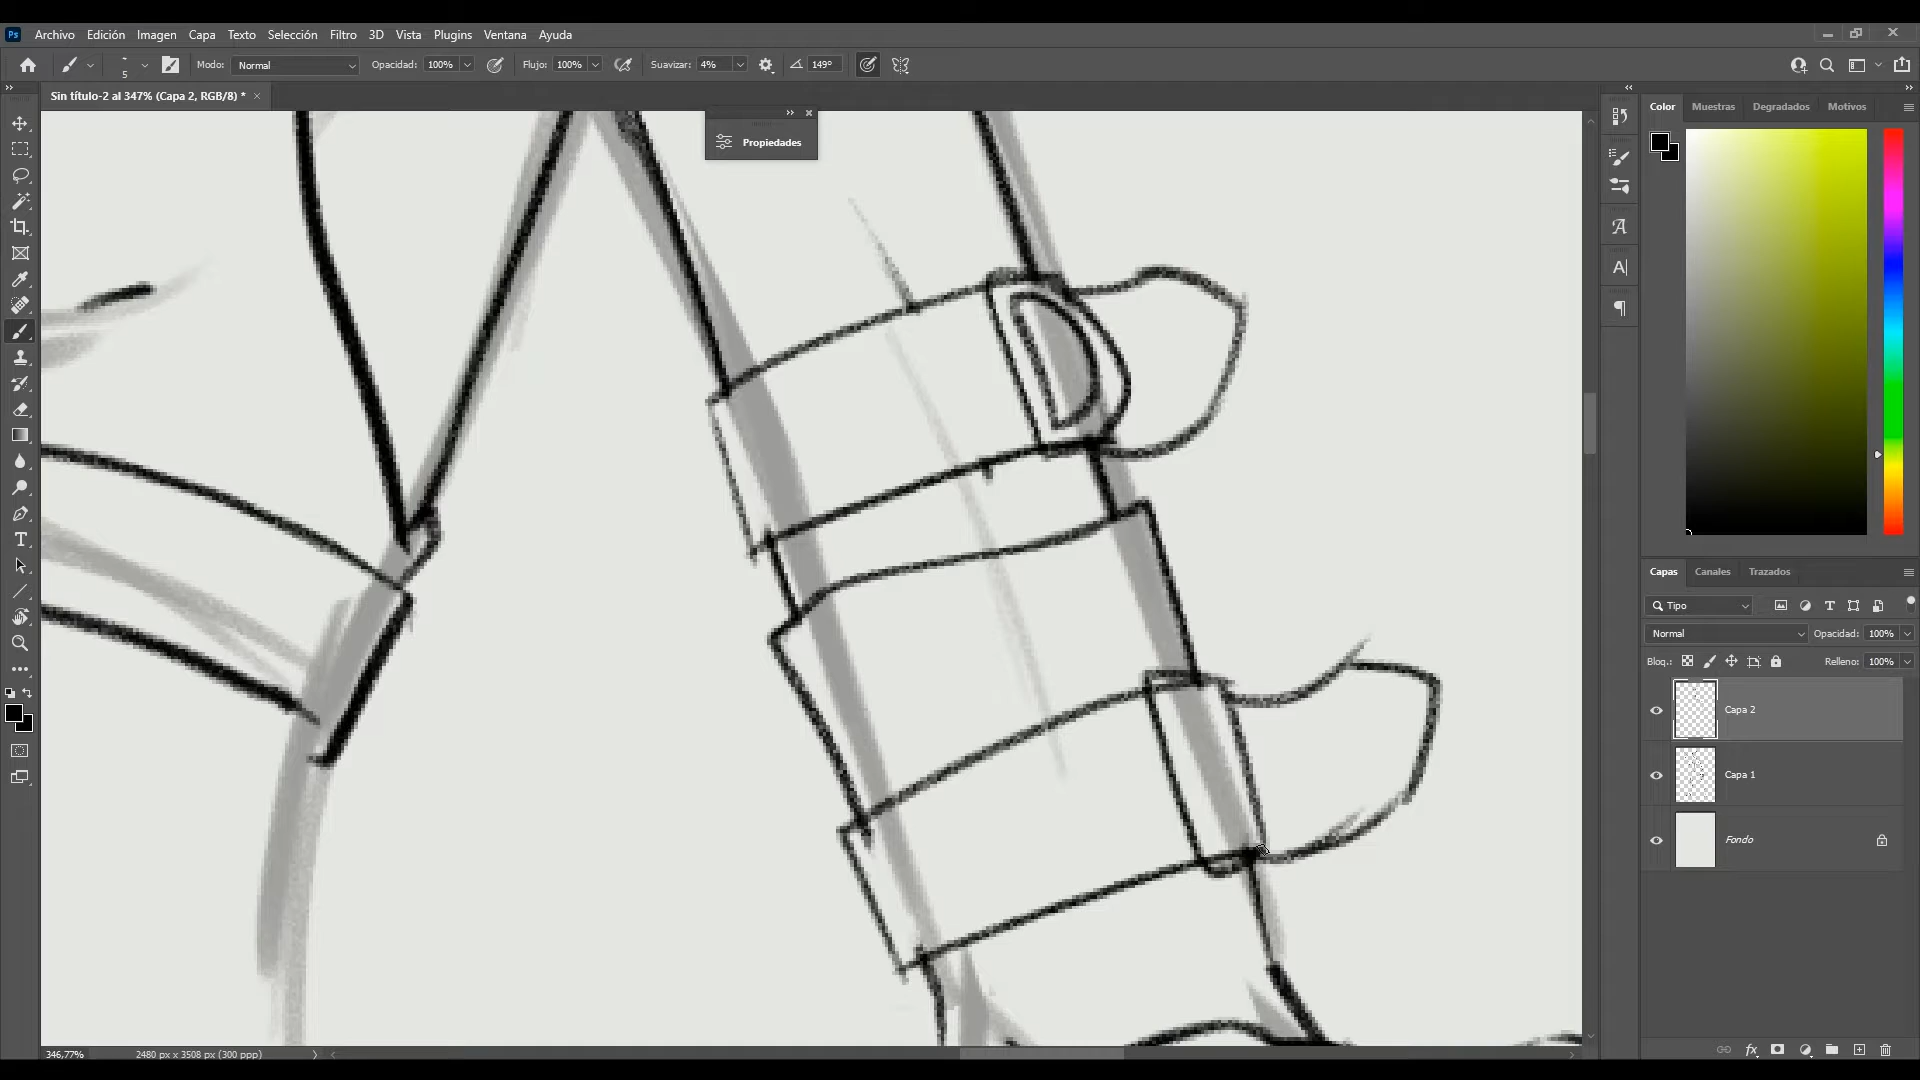 Ps Archivo Edición Imagen Capa Texto Selección Filtro 3D Vista Plugins Ventana Ayuda
5 Modo: Normal Opacidad: 100% Flujo: 100% Suavizar: 4% 149°
Sin título-2 al 347% (Capa 2, RGB/8) *
Propiedades
Color Muestras Degradados Motivos
Capas Canales Trazados
Tipo
Normal Opacidad: 100%
Bloq.: Relleno: 100%
Capa 2
Capa 1
Fondo
346,77% 2480 px x 3508 px (300 ppp)